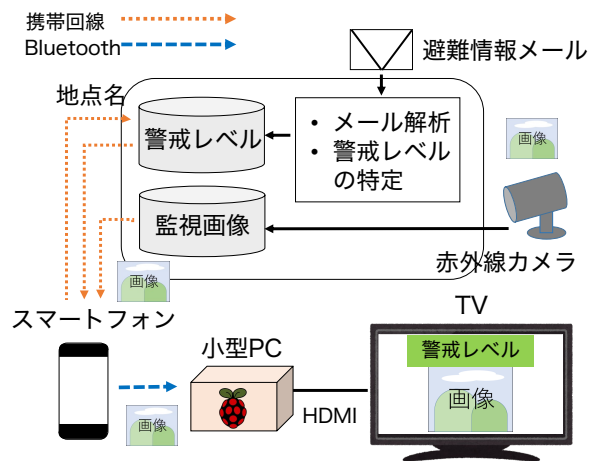 携帯回線
Bluetooth
避難情報メール
地点名
警戒レベル
• メール解析
• 警戒レベル
の特定
画像
監視画像
赤外線カメラ
画像
スマートフォン
TV
小型PC
警戒レベル
画像
HDMI
画像